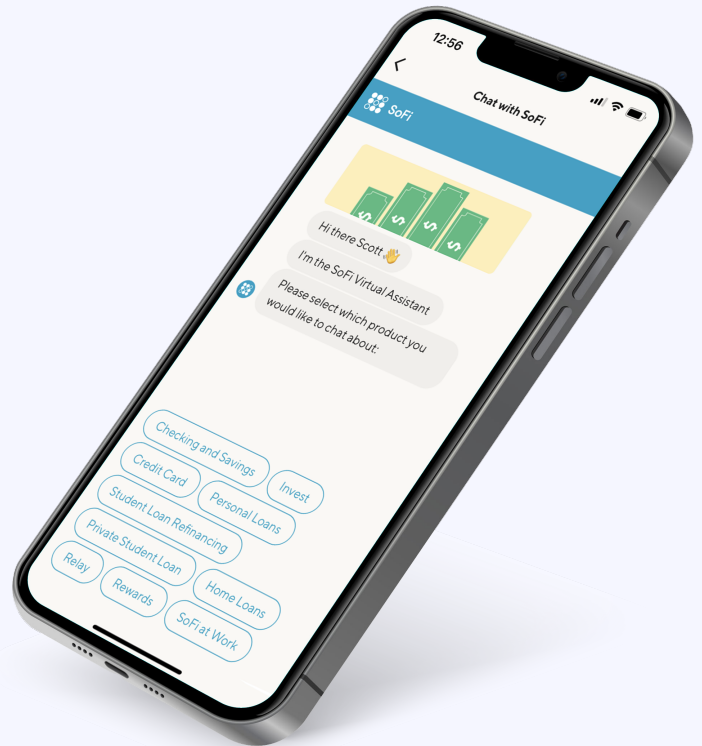 12:56
Chat with SoFi
SoFi
$ $ $ $
Hi there Scott 👋
I'm the SoFi Virtual Assistant
Please select which product you
would like to chat about:
Checking and Savings
Invest
Credit Card
Personal Loans
Student Loan Refinancing
Private Student Loan
Home Loans
Relay
Rewards
SoFi at Work